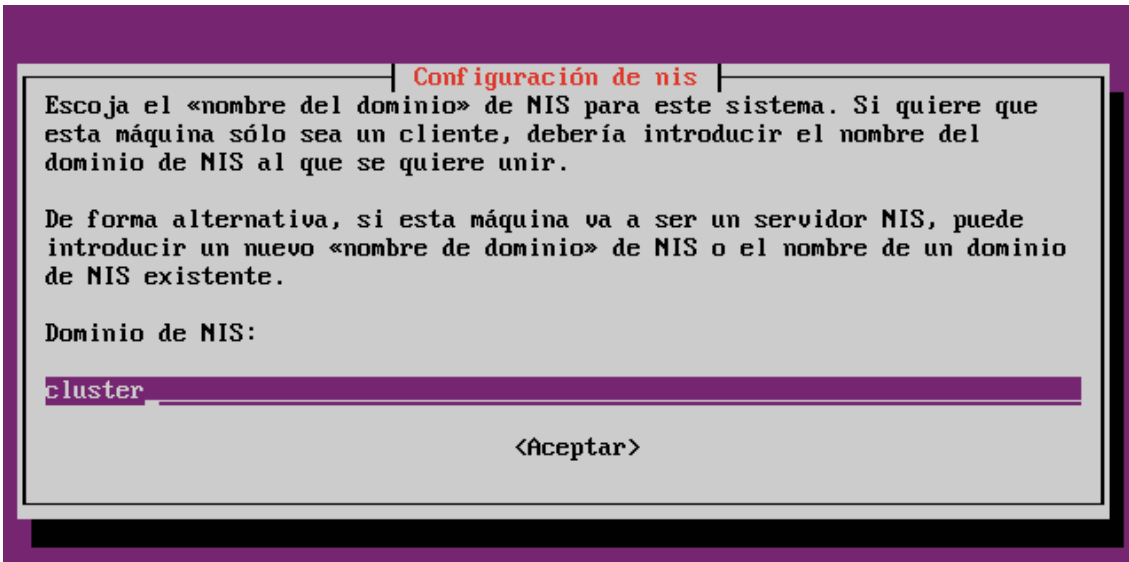 Configuración de nis
Escoja el «nombre del dominio» de NIS para este sistema. Si quiere que
esta máquina sólo sea un cliente, debería introducir el nombre del
dominio de NIS al que se quiere unir.
De forma alternativa, si esta máquina va a ser un servidor NIS, puede
introducir un nuevo «nombre de dominio» de NIS o el nombre de un dominio
de NIS existente.
Dominio de NIS:
cluster
<Aceptar>